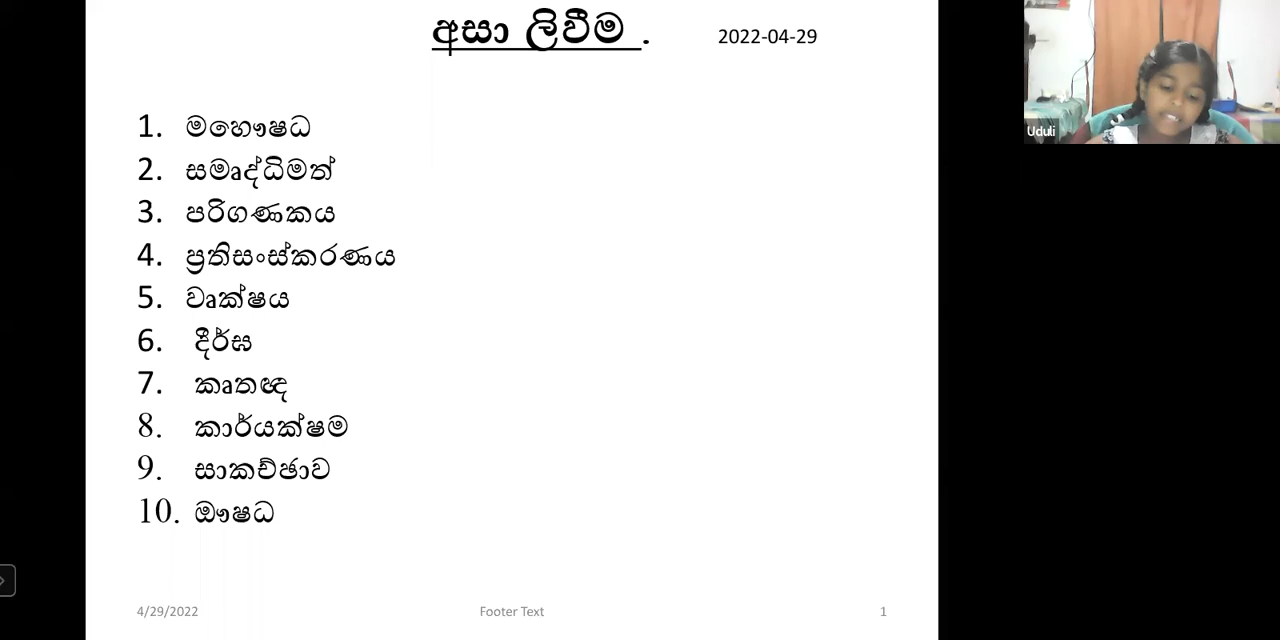 අසා ලිවීම . 2022-04-29
Uduli
1. මහෞෂධ
2. සමෘද්ධිමත්
3. පරිගණකය
4. ප්‍රතිසංස්කරණය
5. වෘක්ෂය
6. දීර්ඝ
7. කෘතඥ
8. කාර්යක්ෂම
9. සාකච්ඡාව
10. ඖෂධ
4/29/2022 Footer Text 1